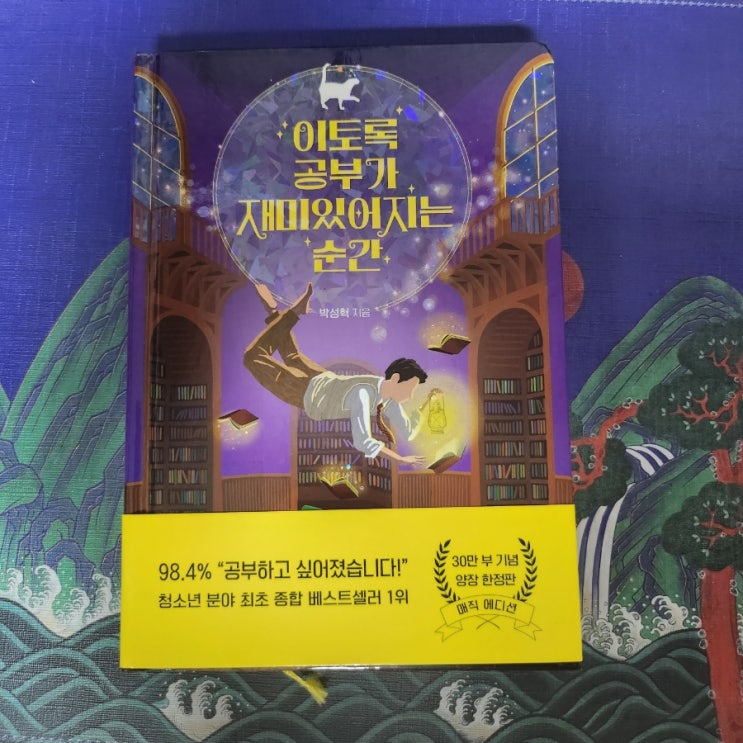 이토록
공부가
재미있어지는
순간
박성혁 지음
98.4% “공부하고 싶어졌습니다!”
청소년 분야 최초 종합 베스트셀러 1위
30만 부 기념
양장 한정판
매직 에디션